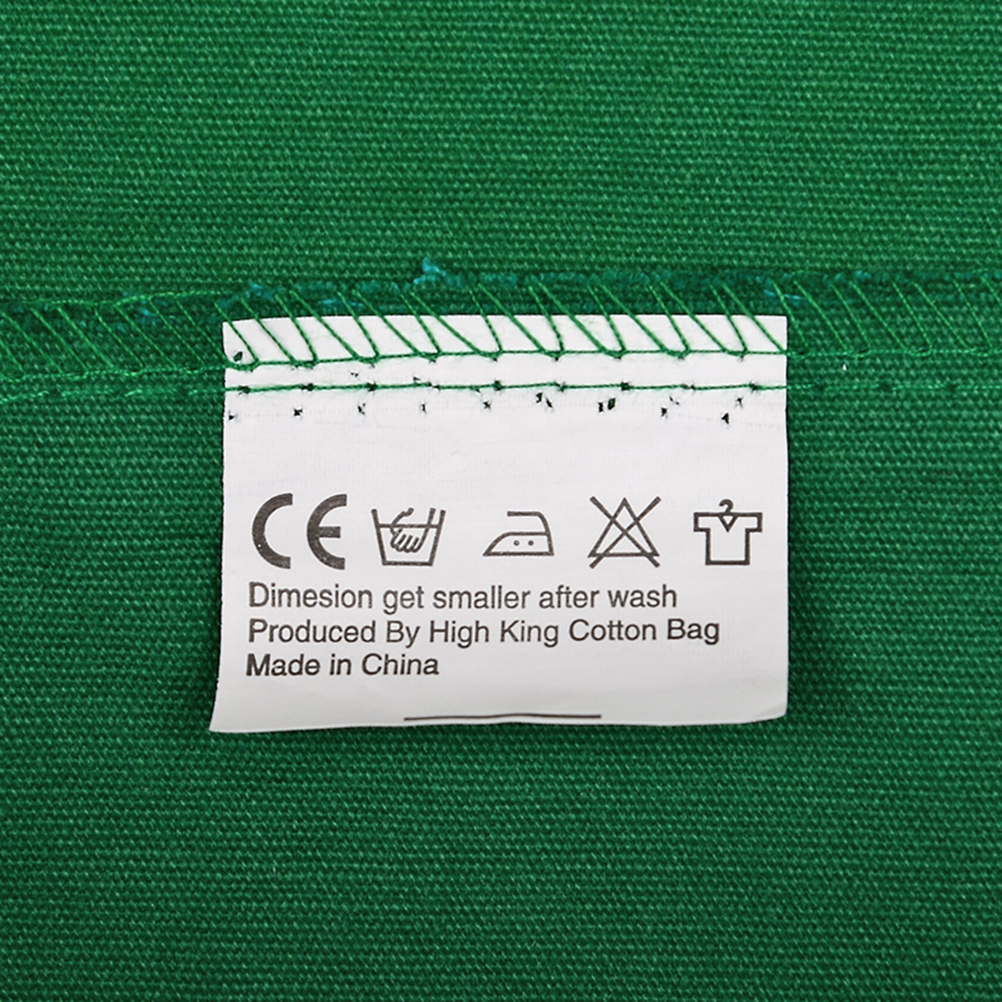 CE
Dimesion get smaller after wash
Produced By High King Cotton Bag
Made in China